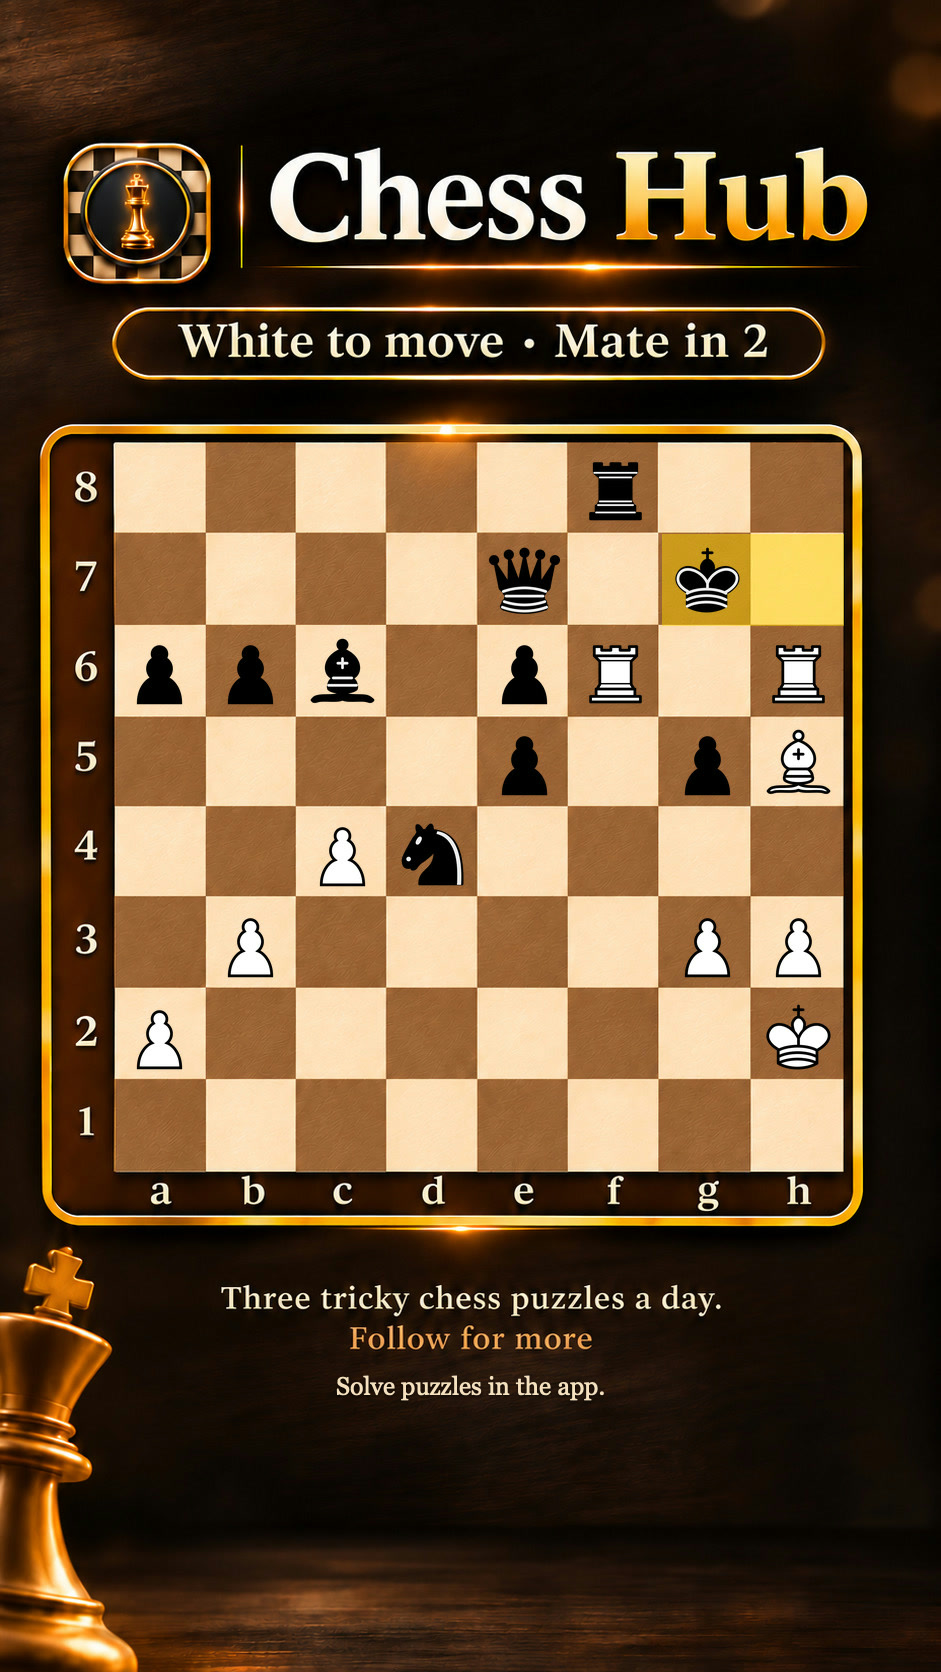 Chess Hub
White to move • Mate in 2
8
7
6
5
4
3
2
1
a b c d e f g h
Three tricky chess puzzles a day.
Follow for more
Solve puzzles in the app.